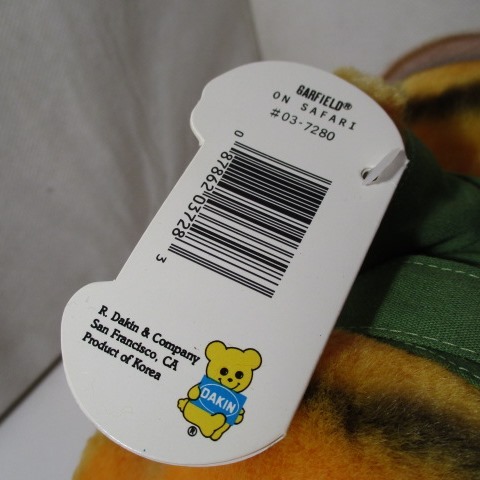 GARFIELD®
ON SAFARI
#03-7280
0 87862 03728 3
R. Dakin & Company
San Francisco, CA
Product of Korea
DAKIN
®